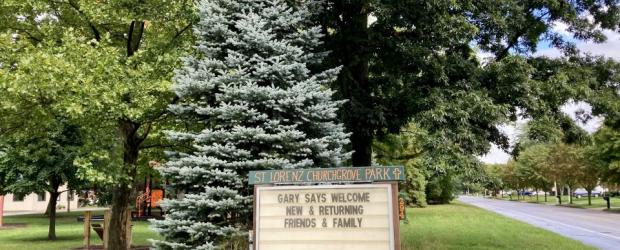 ST LORENZ CHURCHGROVE PARK
GARY SAYS WELCOME
NEW & RETURNING
FRIENDS & FAMILY